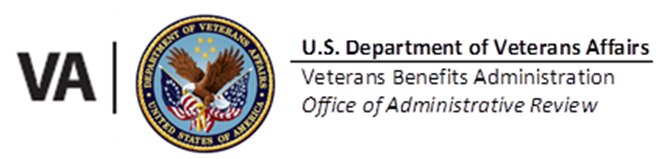 VA
DEPARTMENT OF VETERANS AFFAIRS
UNITED STATES OF AMERICA
U.S. Department of Veterans Affairs
Veterans Benefits Administration
Office of Administrative Review